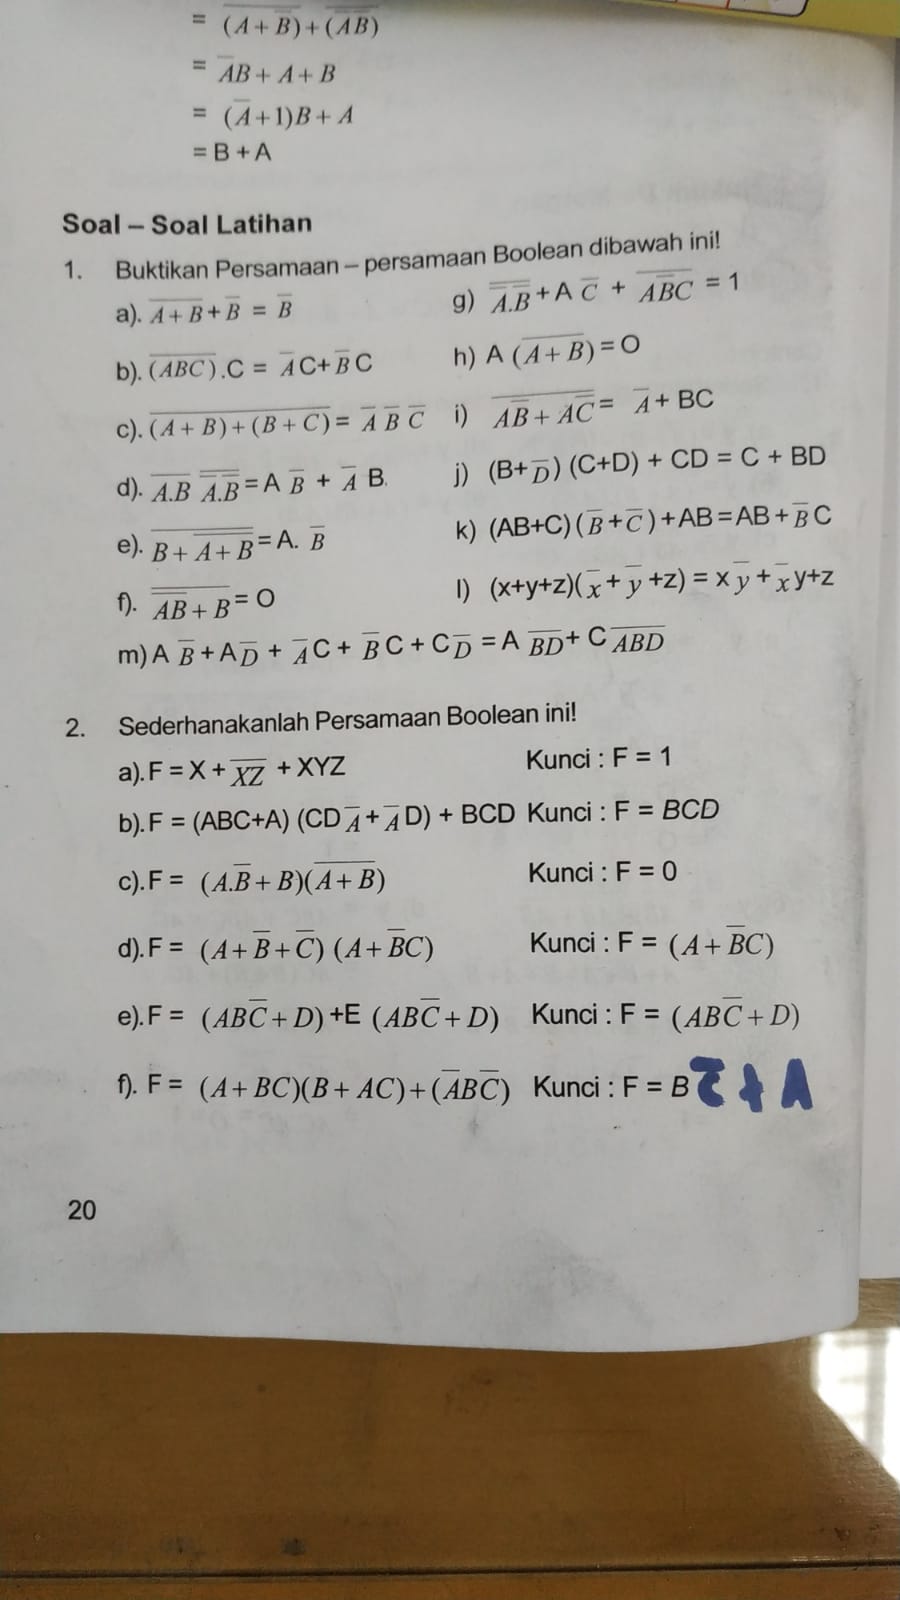 = \overline{(A + \overline{B}) + (\overline{AB})}
= \overline{A}B + A + B
= (\overline{A}+1)B + A
= B + A
Soal – Soal Latihan
1. Buktikan Persamaan – persamaan Boolean dibawah ini!
a). \overline{A + B} + \overline{B} = \overline{B}
g) \overline{\overline{A.\overline{B}}} + A \overline{C} + \overline{A\overline{B}\overline{C}} = 1
b). \overline{(ABC)}.C = \overline{A}C+ \overline{B}C
h) A (\overline{A + B}) = O
c). \overline{(A + B) + (B + C)} = \overline{A} \overline{B} \overline{C}
i) \overline{A\overline{B} + A\overline{C}} = \overline{A} + BC
d). \overline{A.B} \overline{\overline{A}.\overline{B}} = A \overline{B} + \overline{A} B.
j) (B+\overline{D}) (C+D) + CD = C + BD
e). \overline{B + \overline{A + B}} = A. \overline{B}
k) (AB+C) (\overline{B}+\overline{C})+AB=AB+\overline{B}C
f). \overline{\overline{AB} + B} = O
l) (x+y+z)(\overline{x}+\overline{y}+z) = x\overline{y}+\overline{x}y+z
m) A \overline{B} + A\overline{D} + \overline{A}C + \overline{B}C + C\overline{D} = A \overline{BD} + C \overline{ABD}
2. Sederhanakanlah Persamaan Boolean ini!
a). F = X + \overline{XZ} + XYZ Kunci : F = 1
b). F = (ABC+A) (CD\overline{A}+\overline{A}D) + BCD Kunci : F = BCD
c). F = (A.\overline{B} + B)(\overline{A + B}) Kunci : F = 0
d). F = (A + \overline{B} + \overline{C}) (A + \overline{B}C) Kunci : F = (A + \overline{B}C)
e). F = (AB\overline{C} + D) +E (AB\overline{C} + D) Kunci : F = (AB\overline{C} + D)
f). F = (A + BC)(B + AC) + (\overline{A}B\overline{C}) Kunci : F = B\overline{C} + A
20